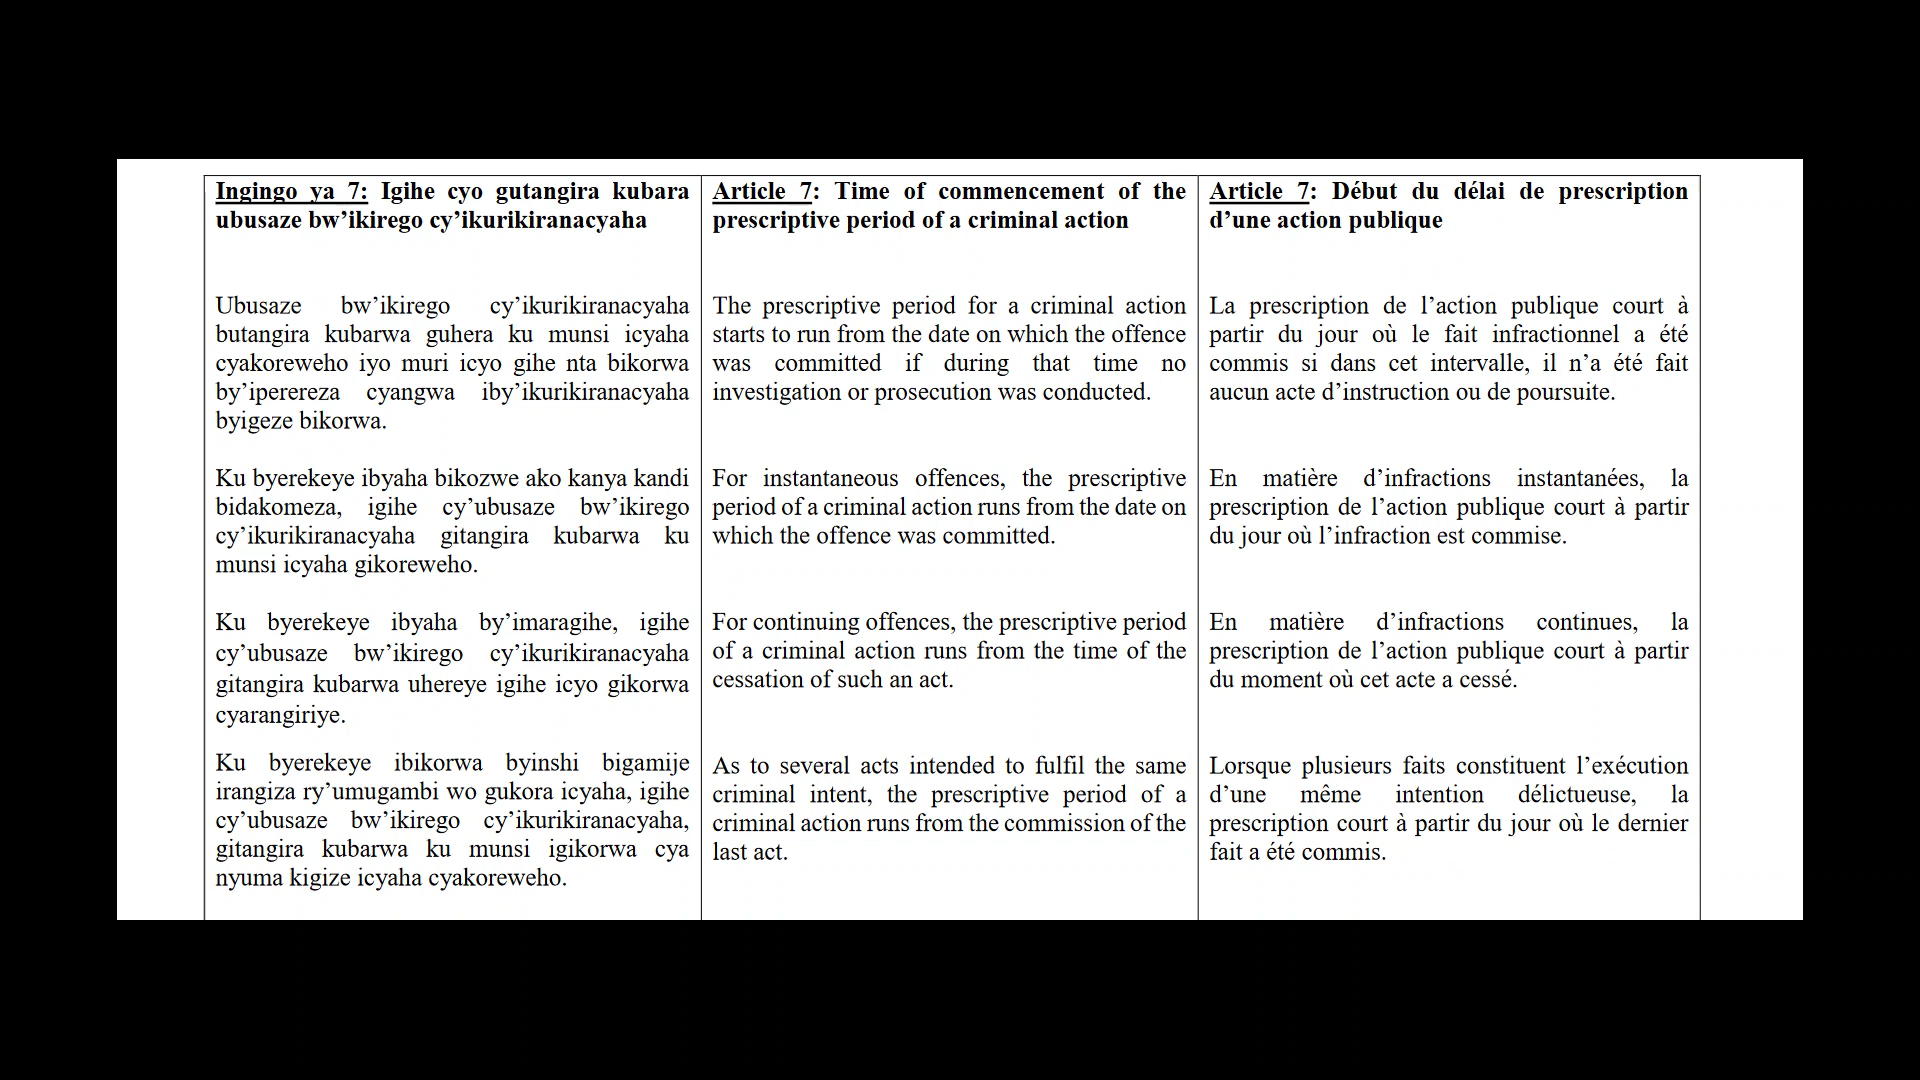 Ingingo ya 7: Igihe cyo gutangira kubara
ubusaze bw’ikirego cy’ikurikiranacyaha
Ubusaze bw’ikirego cy’ikurikiranacyaha
butangira kubarwa guhera ku munsi icyaha
cyakoreweho iyo muri icyo gihe nta bikorwa
by’iperereza cyangwa iby’ikurikiranacyaha
byigeze bikorwa.
Ku byerekeye ibyaha bikozwe ako kanya kandi
bidakomeza, igihe cy’ubusaze bw’ikirego
cy’ikurikiranacyaha gitangira kubarwa ku
munsi icyaha gikoreweho.
Ku byerekeye ibyaha by’imaragihe, igihe
cy’ubusaze bw’ikirego cy’ikurikiranacyaha
gitangira kubarwa uhereye igihe icyo gikorwa
cyarangiriye.
Ku byerekeye ibikorwa byinshi bigamije
irangiza ry’umugambi wo gukora icyaha, igihe
cy’ubusaze bw’ikirego cy’ikurikiranacyaha,
gitangira kubarwa ku munsi igikorwa cya
nyuma kigize icyaha cyakoreweho.
Article 7: Time of commencement of the
prescriptive period of a criminal action
The prescriptive period for a criminal action
starts to run from the date on which the offence
was committed if during that time no
investigation or prosecution was conducted.
For instantaneous offences, the prescriptive
period of a criminal action runs from the date on
which the offence was committed.
For continuing offences, the prescriptive period
of a criminal action runs from the time of the
cessation of such an act.
As to several acts intended to fulfil the same
criminal intent, the prescriptive period of a
criminal action runs from the commission of the
last act.
Article 7: Début du délai de prescription
d’une action publique
La prescription de l’action publique court à
partir du jour où le fait infractionnel a été
commis si dans cet intervalle, il n’a été fait
aucun acte d’instruction ou de poursuite.
En matière d’infractions instantanées, la
prescription de l’action publique court à partir
du jour où l’infraction est commise.
En matière d’infractions continues, la
prescription de l’action publique court à partir
du moment où cet acte a cessé.
Lorsque plusieurs faits constituent l’exécution
d’une même intention délictueuse, la
prescription court à partir du jour où le dernier
fait a été commis.